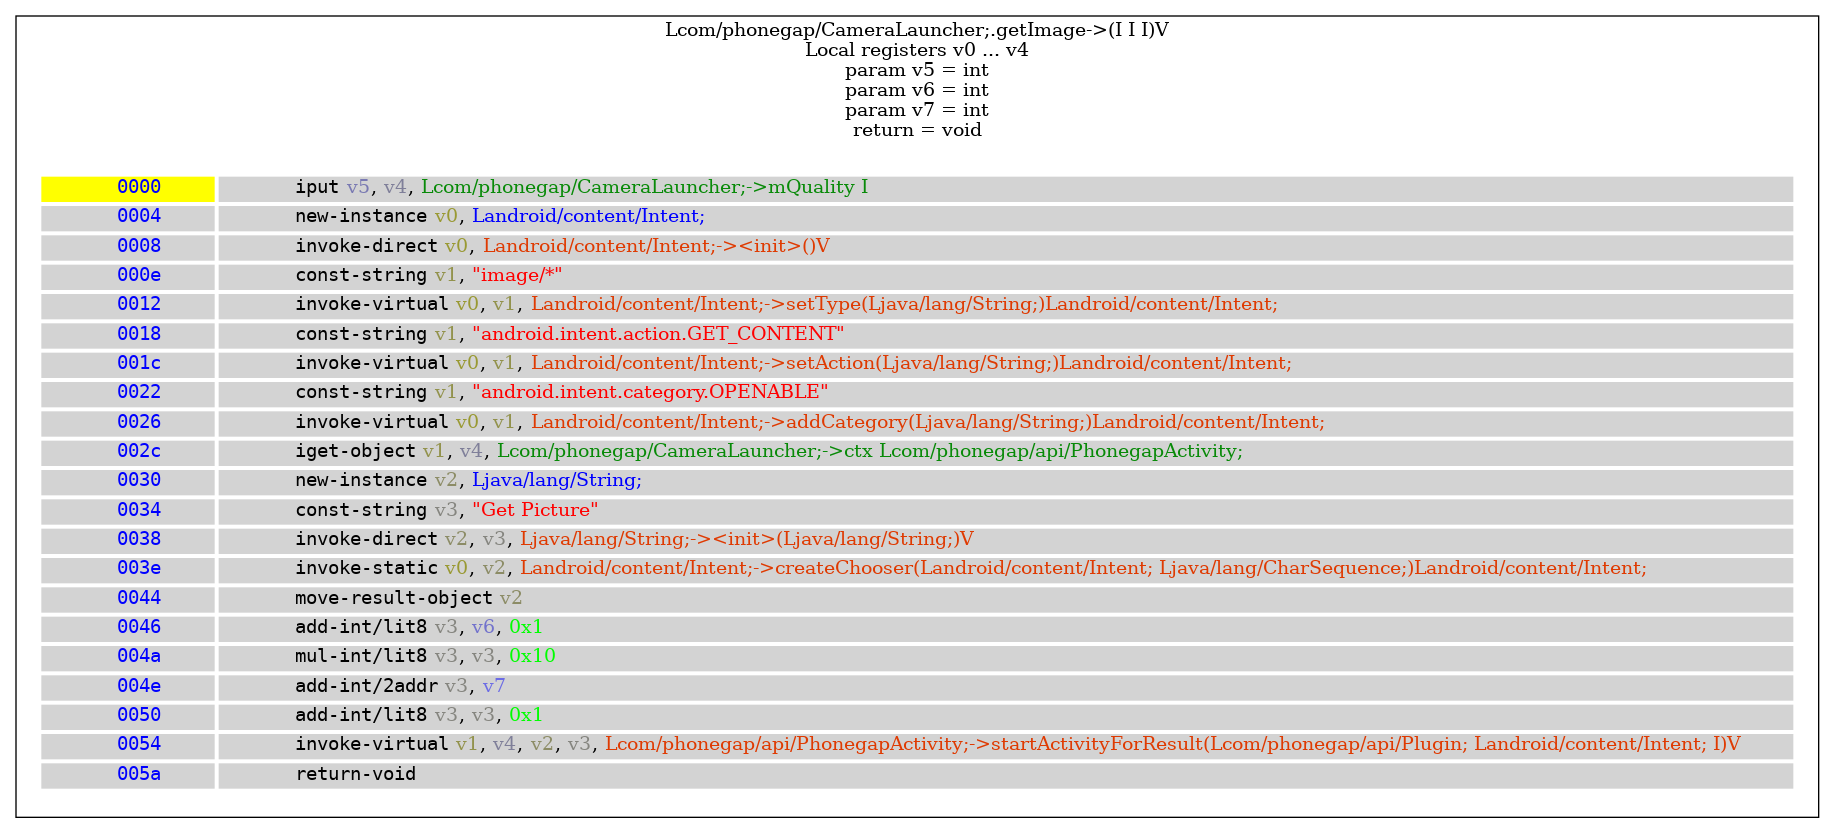 Lcom/phonegap/CameraLauncher;.getImage->(I I I)V
Local registers v0 ... v4
param v5 = int
param v6 = int
param v7 = int
return = void
0000 iput v5, v4, Lcom/phonegap/CameraLauncher;->mQuality I
0004 new-instance v0, Landroid/content/Intent;
0008 invoke-direct v0, Landroid/content/Intent;-><init>()V
000e const-string v1, "image/*"
0012 invoke-virtual v0, v1, Landroid/content/Intent;->setType(Ljava/lang/String;)Landroid/content/Intent;
0018 const-string v1, "android.intent.action.GET_CONTENT"
001c invoke-virtual v0, v1, Landroid/content/Intent;->setAction(Ljava/lang/String;)Landroid/content/Intent;
0022 const-string v1, "android.intent.category.OPENABLE"
0026 invoke-virtual v0, v1, Landroid/content/Intent;->addCategory(Ljava/lang/String;)Landroid/content/Intent;
002c iget-object v1, v4, Lcom/phonegap/CameraLauncher;->ctx Lcom/phonegap/api/PhonegapActivity;
0030 new-instance v2, Ljava/lang/String;
0034 const-string v3, "Get Picture"
0038 invoke-direct v2, v3, Ljava/lang/String;-><init>(Ljava/lang/String;)V
003e invoke-static v0, v2, Landroid/content/Intent;->createChooser(Landroid/content/Intent; Ljava/lang/CharSequence;)Landroid/content/Intent;
0044 move-result-object v2
0046 add-int/lit8 v3, v6, 0x1
004a mul-int/lit8 v3, v3, 0x10
004e add-int/2addr v3, v7
0050 add-int/lit8 v3, v3, 0x1
0054 invoke-virtual v1, v4, v2, v3, Lcom/phonegap/api/PhonegapActivity;->startActivityForResult(Lcom/phonegap/api/Plugin; Landroid/content/Intent; I)V
005a return-void